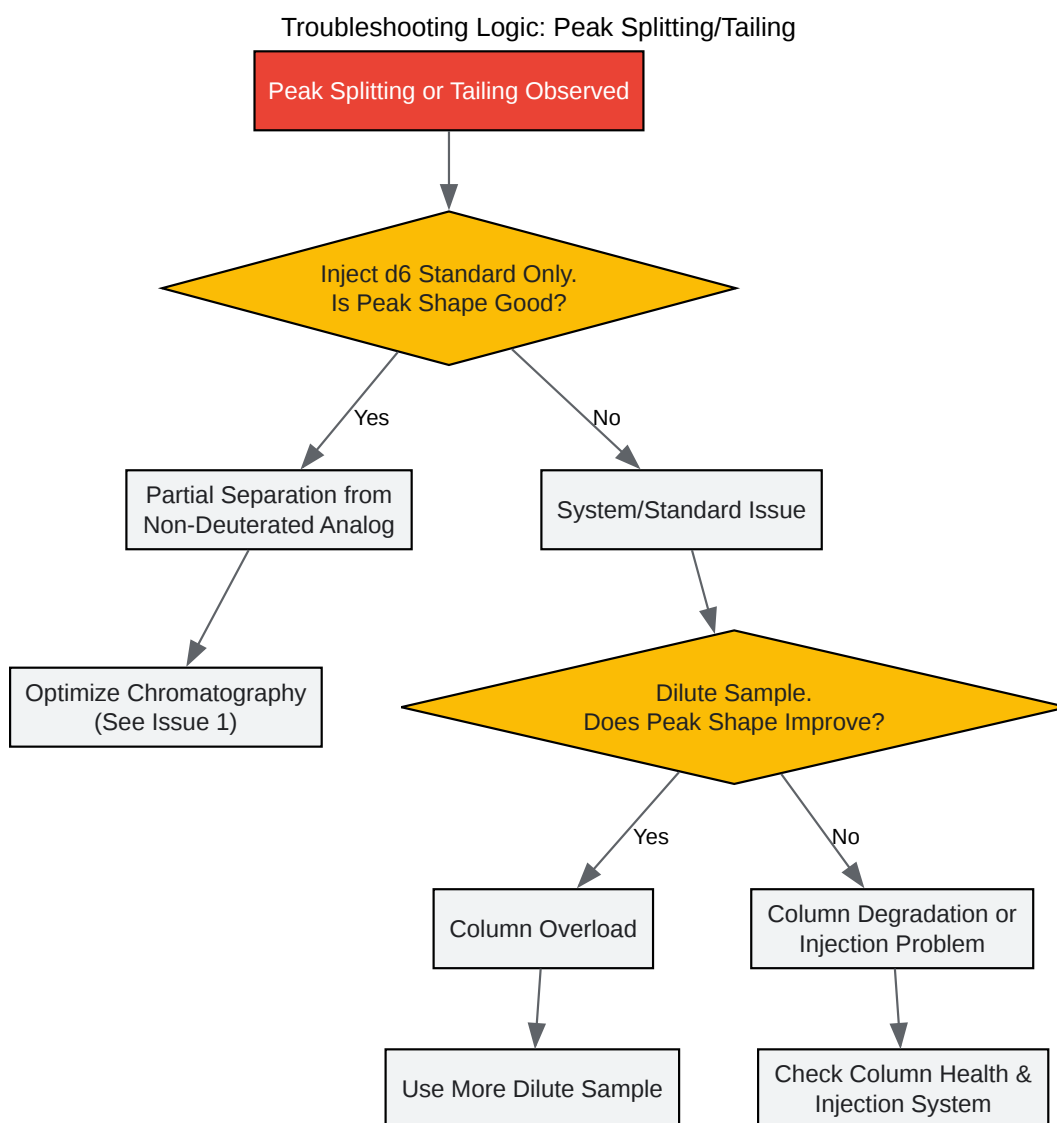 Troubleshooting Logic: Peak Splitting/Tailing
Peak Splitting or Tailing Observed
Inject d6 Standard Only.
Is Peak Shape Good?
Yes
No
Partial Separation from
Non-Deuterated Analog
System/Standard Issue
Optimize Chromatography
(See Issue 1)
Dilute Sample.
Does Peak Shape Improve?
Yes
No
Column Overload
Column Degradation or
Injection Problem
Use More Dilute Sample
Check Column Health &
Injection System